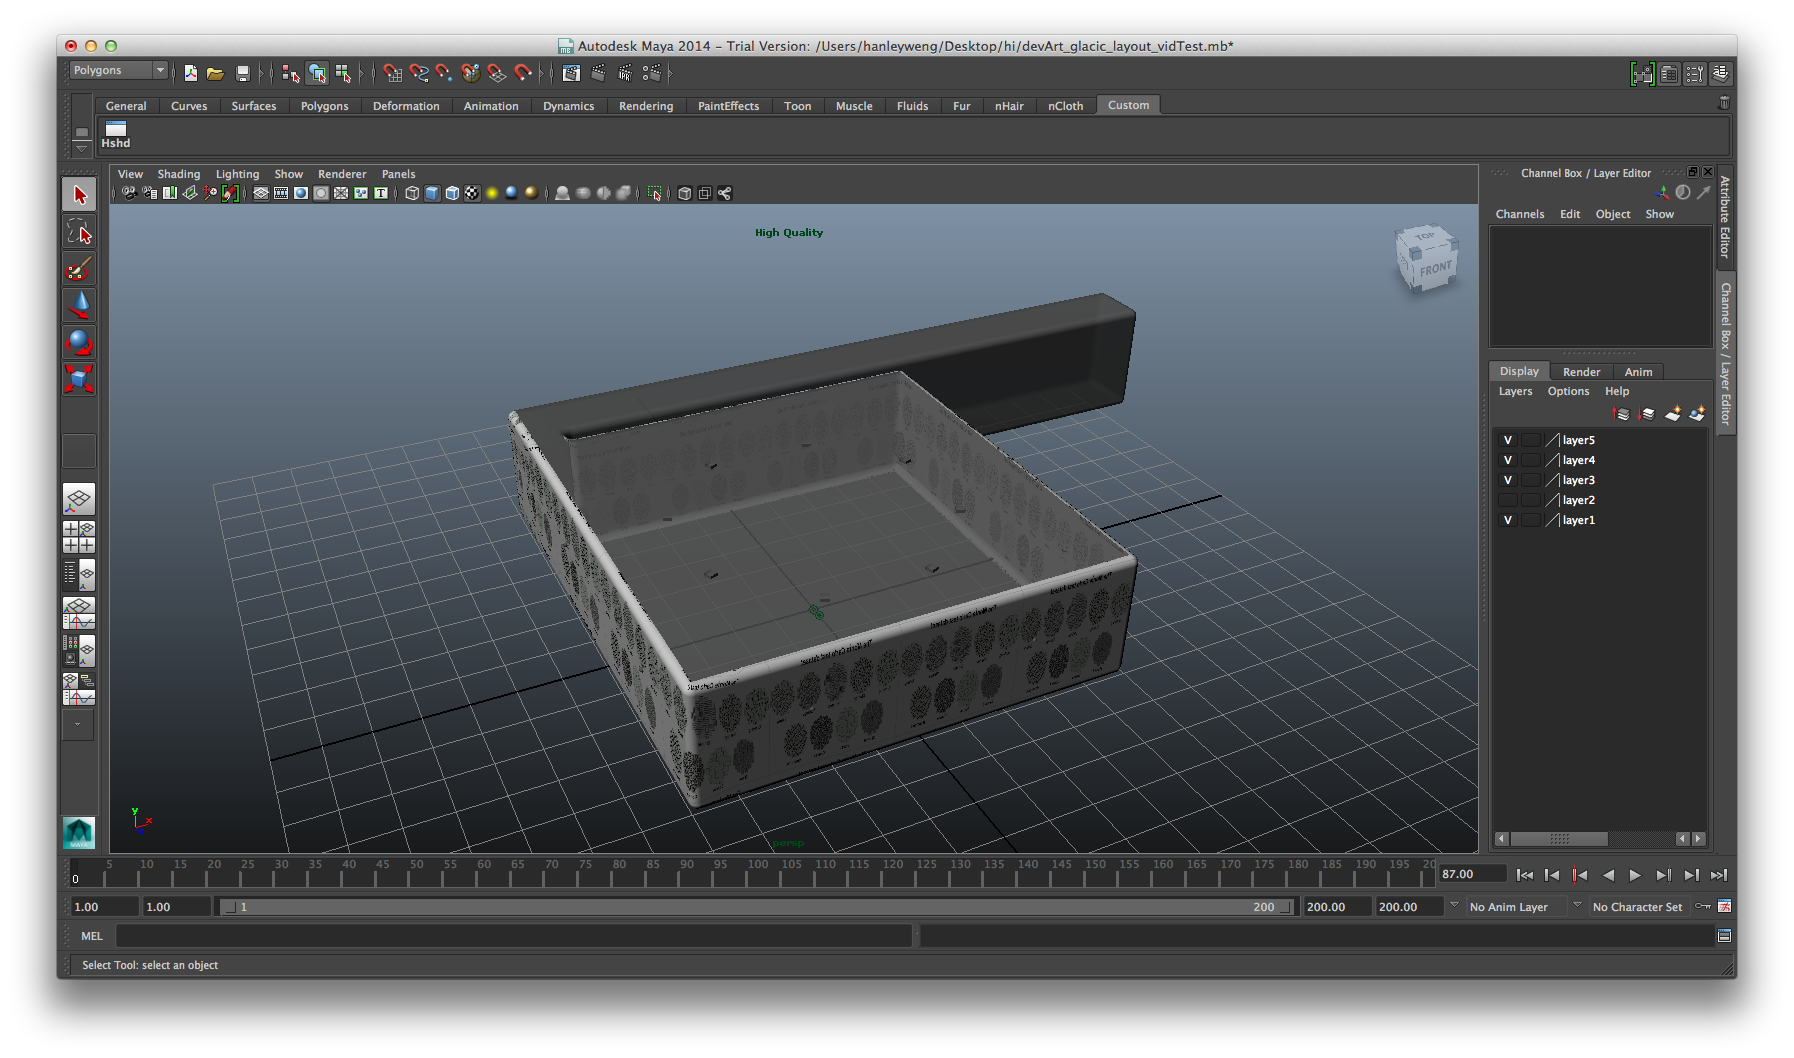 Autodesk Maya 2014 – Trial Version: /Users/hanleyweng/Desktop/hi/devArt_glacic_layout_vidTest.mb*
Polygons
General Curves Surfaces Polygons Deformation Animation Dynamics Rendering PaintEffects Toon Muscle Fluids Fur nHair nCloth Custom
Hshd
View Shading Lighting Show Renderer Panels
High Quality
TOP
FRONT
persp
y
x
MAYA
Channel Box / Layer Editor
Channels Edit Object Show
Attribute Editor
Channel Box / Layer Editor
Display Render Anim
Layers Options Help
V layer5
V layer4
V layer3
layer2
V layer1
5 10 15 20 25 30 35 40 45 50 55 60 65 70 75 80 85 90 95 100 105 110 115 120 125 130 135 140 145 150 155 160 165 170 175 180 185 190 195 20
0
87.00
1.00 1.00 1 200 200.00 200.00 No Anim Layer No Character Set
MEL
Select Tool: select an object